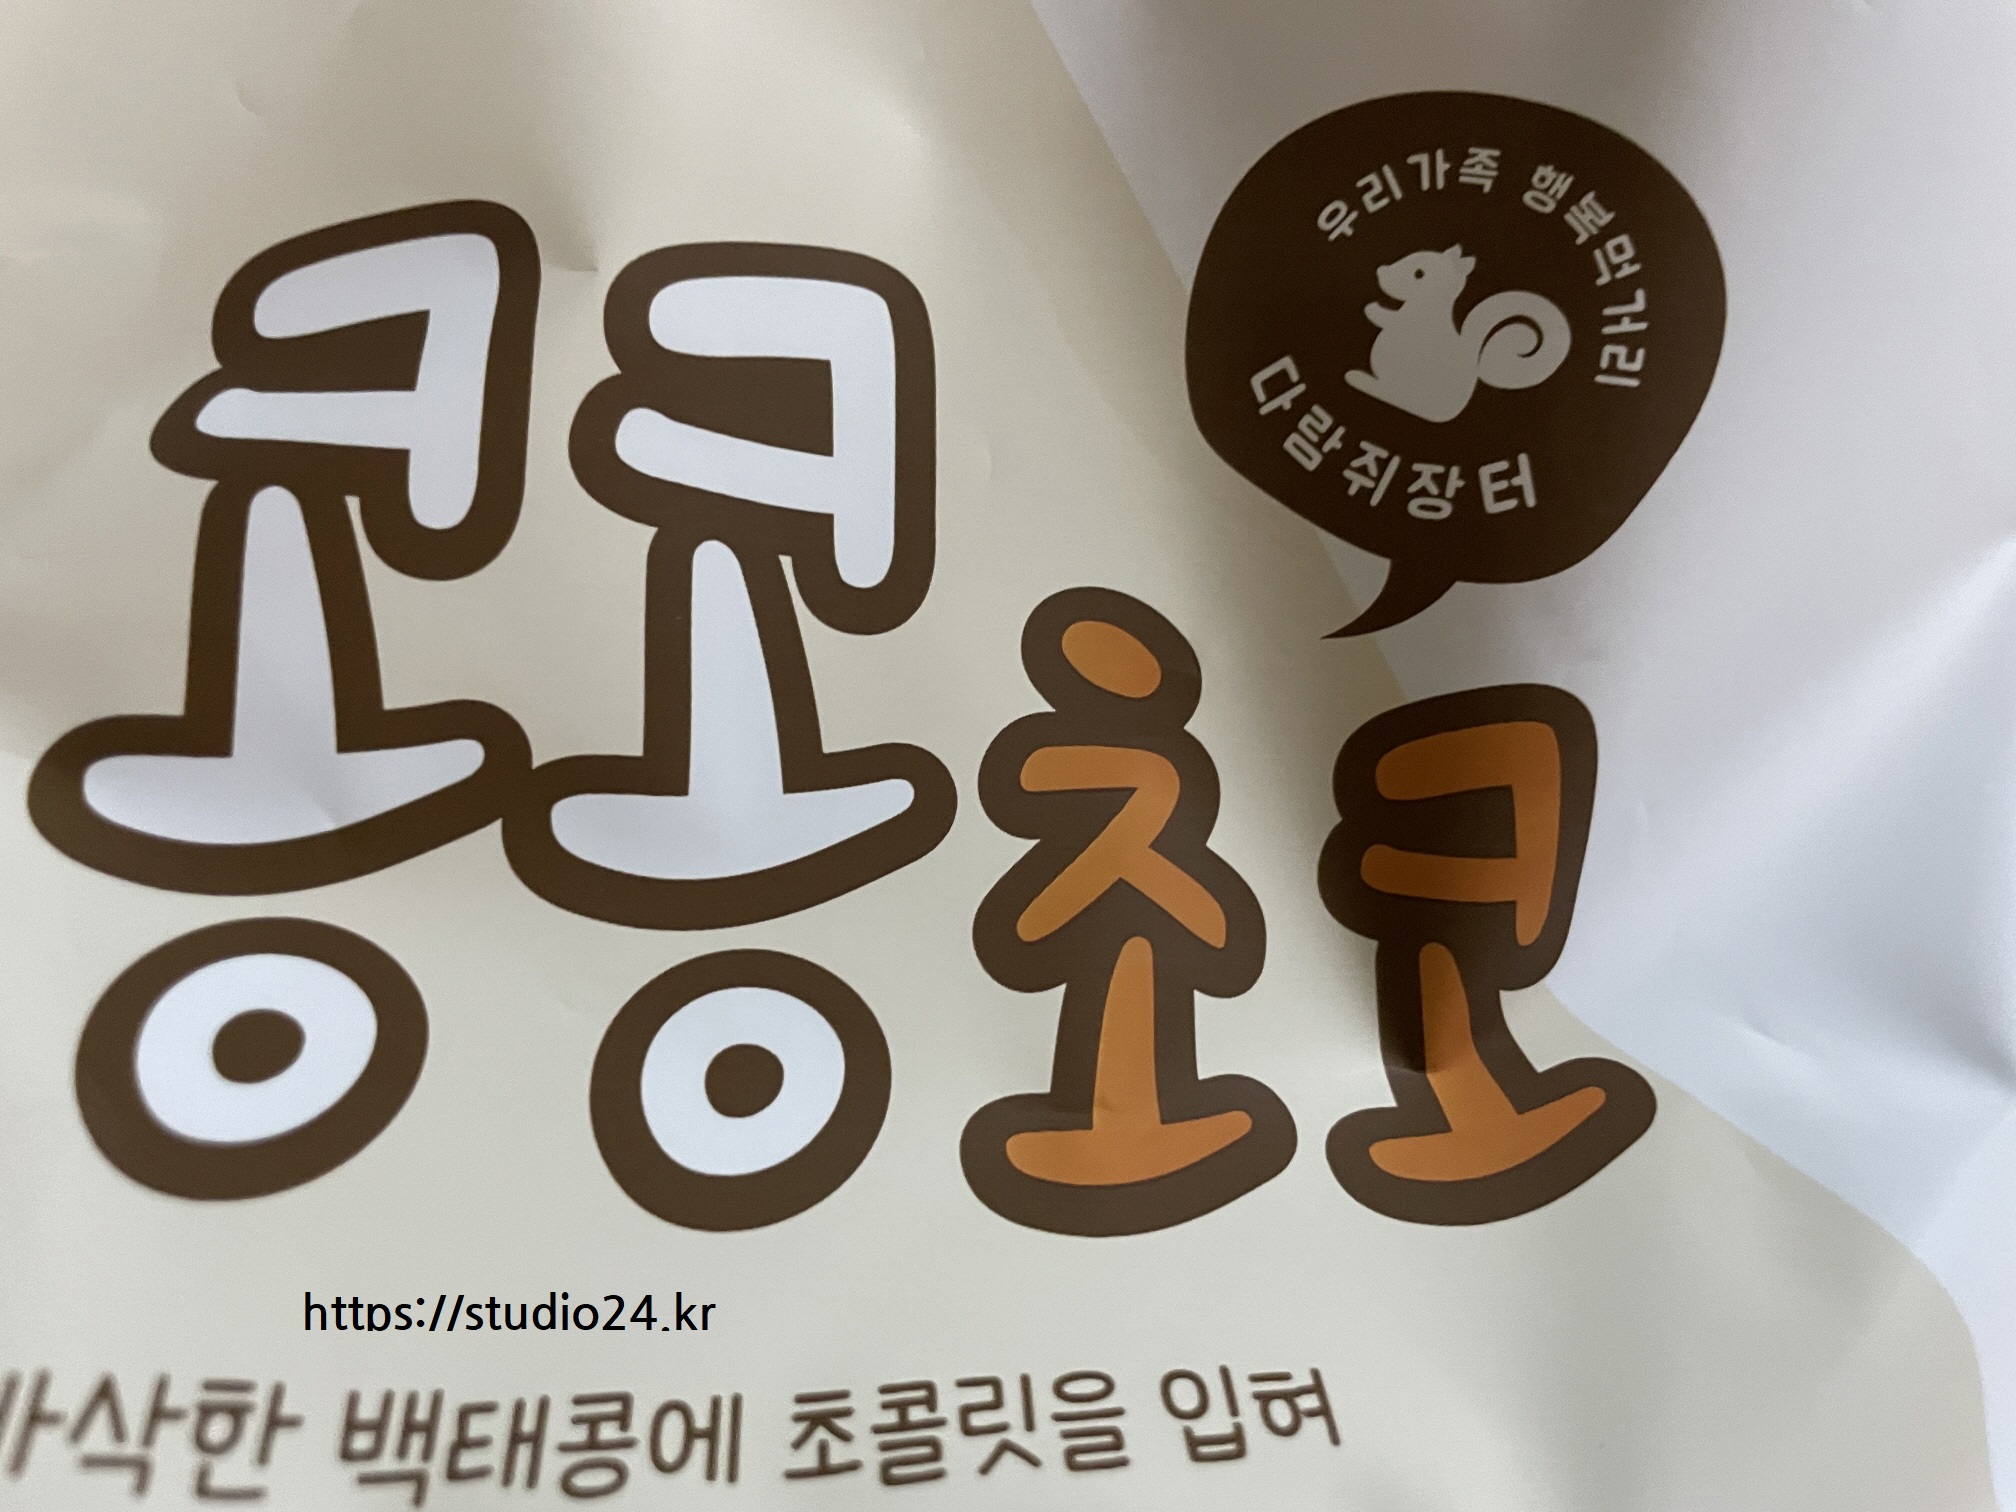 우리가족 행복먹거리
다람쥐장터
콩콩초코
https://studio24.kr
바삭한 백태콩에 초콜릿을 입혀